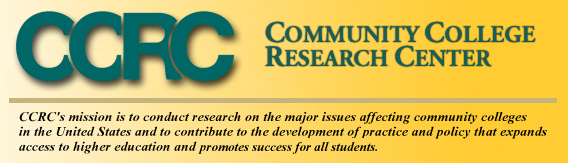 CCRC
COMMUNITY COLLEGE
RESEARCH CENTER
CCRC's mission is to conduct research on the major issues affecting community colleges
in the United States and to contribute to the development of practice and policy that expands
access to higher education and promotes success for all students.